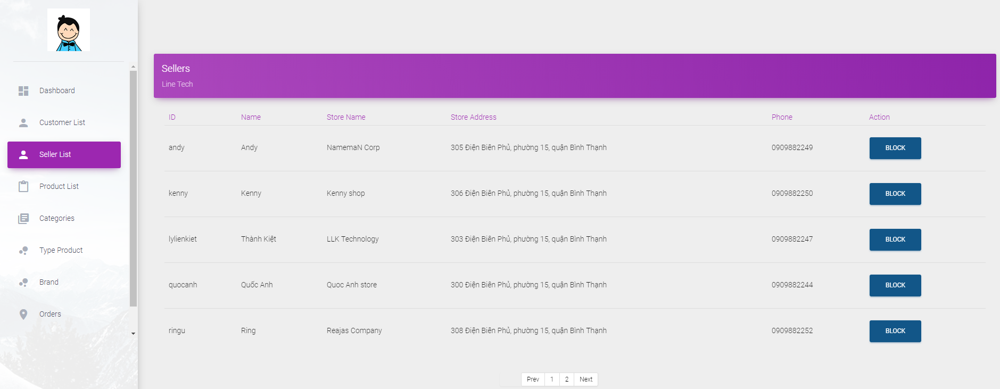 Dashboard
Customer List
Seller List
Product List
Categories
Type Product
Brand
Orders
Sellers
Line Tech
ID Name Store Name Store Address Phone Action
andy Andy NamemaN Corp 305 Điện Biên Phủ, phường 15, quận Bình Thạnh 0909882249 BLOCK
kenny Kenny Kenny shop 306 Điện Biên Phủ, phường 15, quận Bình Thạnh 0909882250 BLOCK
lylienkiet Thành Kiệt LLK Technology 303 Điện Biên Phủ, phường 15, quận Bình Thạnh 0909882247 BLOCK
quocanh Quốc Anh Quoc Anh store 300 Điện Biên Phủ, phường 15, quận Bình Thạnh 0909882244 BLOCK
ringu Ring Reajas Company 308 Điện Biên Phủ, phường 15, quận Bình Thạnh 0909882252 BLOCK
Prev 1 2 Next